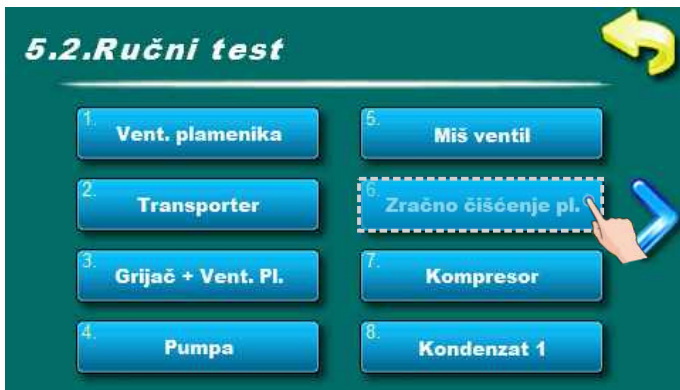 5.2.Ručni test
1. Vent. plamenika
2. Transporter
3. Grijač + Vent. Pl.
4. Pumpa
5. Miš ventil
6. Zračno čišćenje pl.
7. Kompresor
8. Kondenzat 1